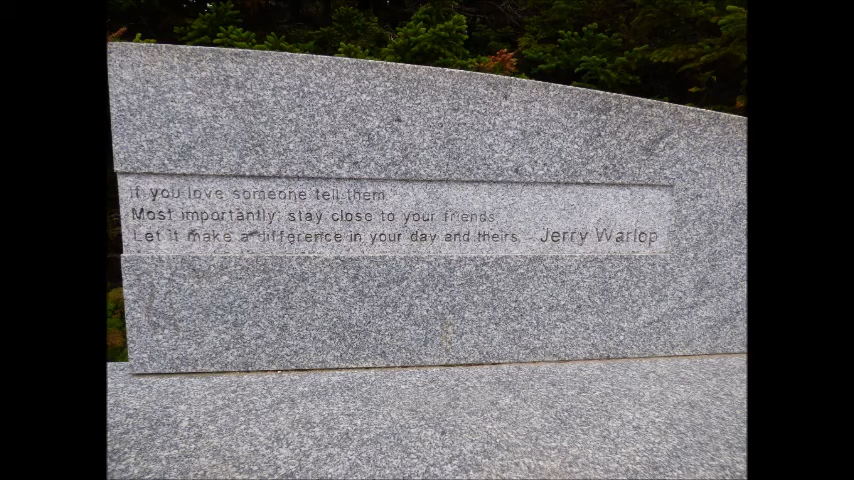 If you love someone tell them.
Most importantly, stay close to your friends.
Let it make a difference in your day and theirs. - Jerry Warlop